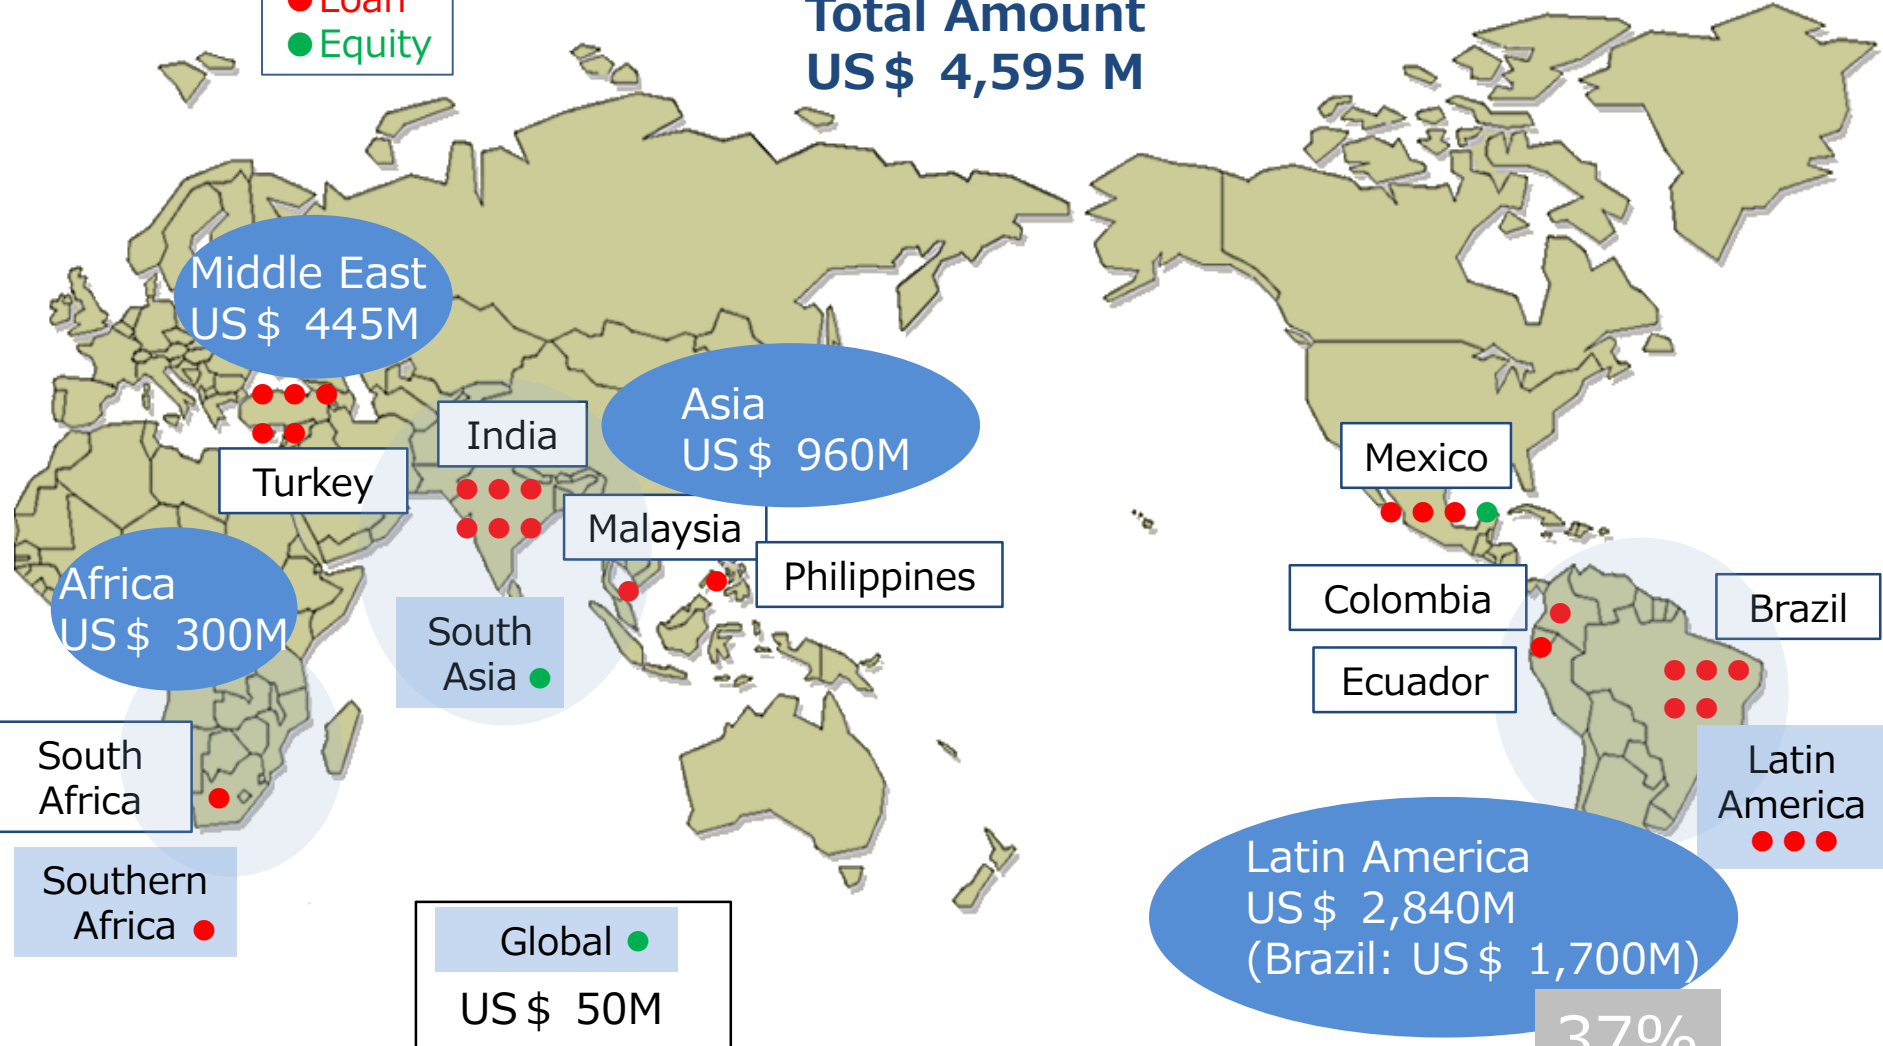 Loan
Equity
Total Amount
US$ 4,595 M
Middle East
US$ 445M
Asia
US$ 960M
India
Turkey
Malaysia
Philippines
Africa
US$ 300M
South
Asia
South
Africa
Southern
Africa
Global
US$ 50M
Mexico
Colombia
Ecuador
Brazil
Latin
America
Latin America
US$ 2,840M
(Brazil: US$ 1,700M)
37%